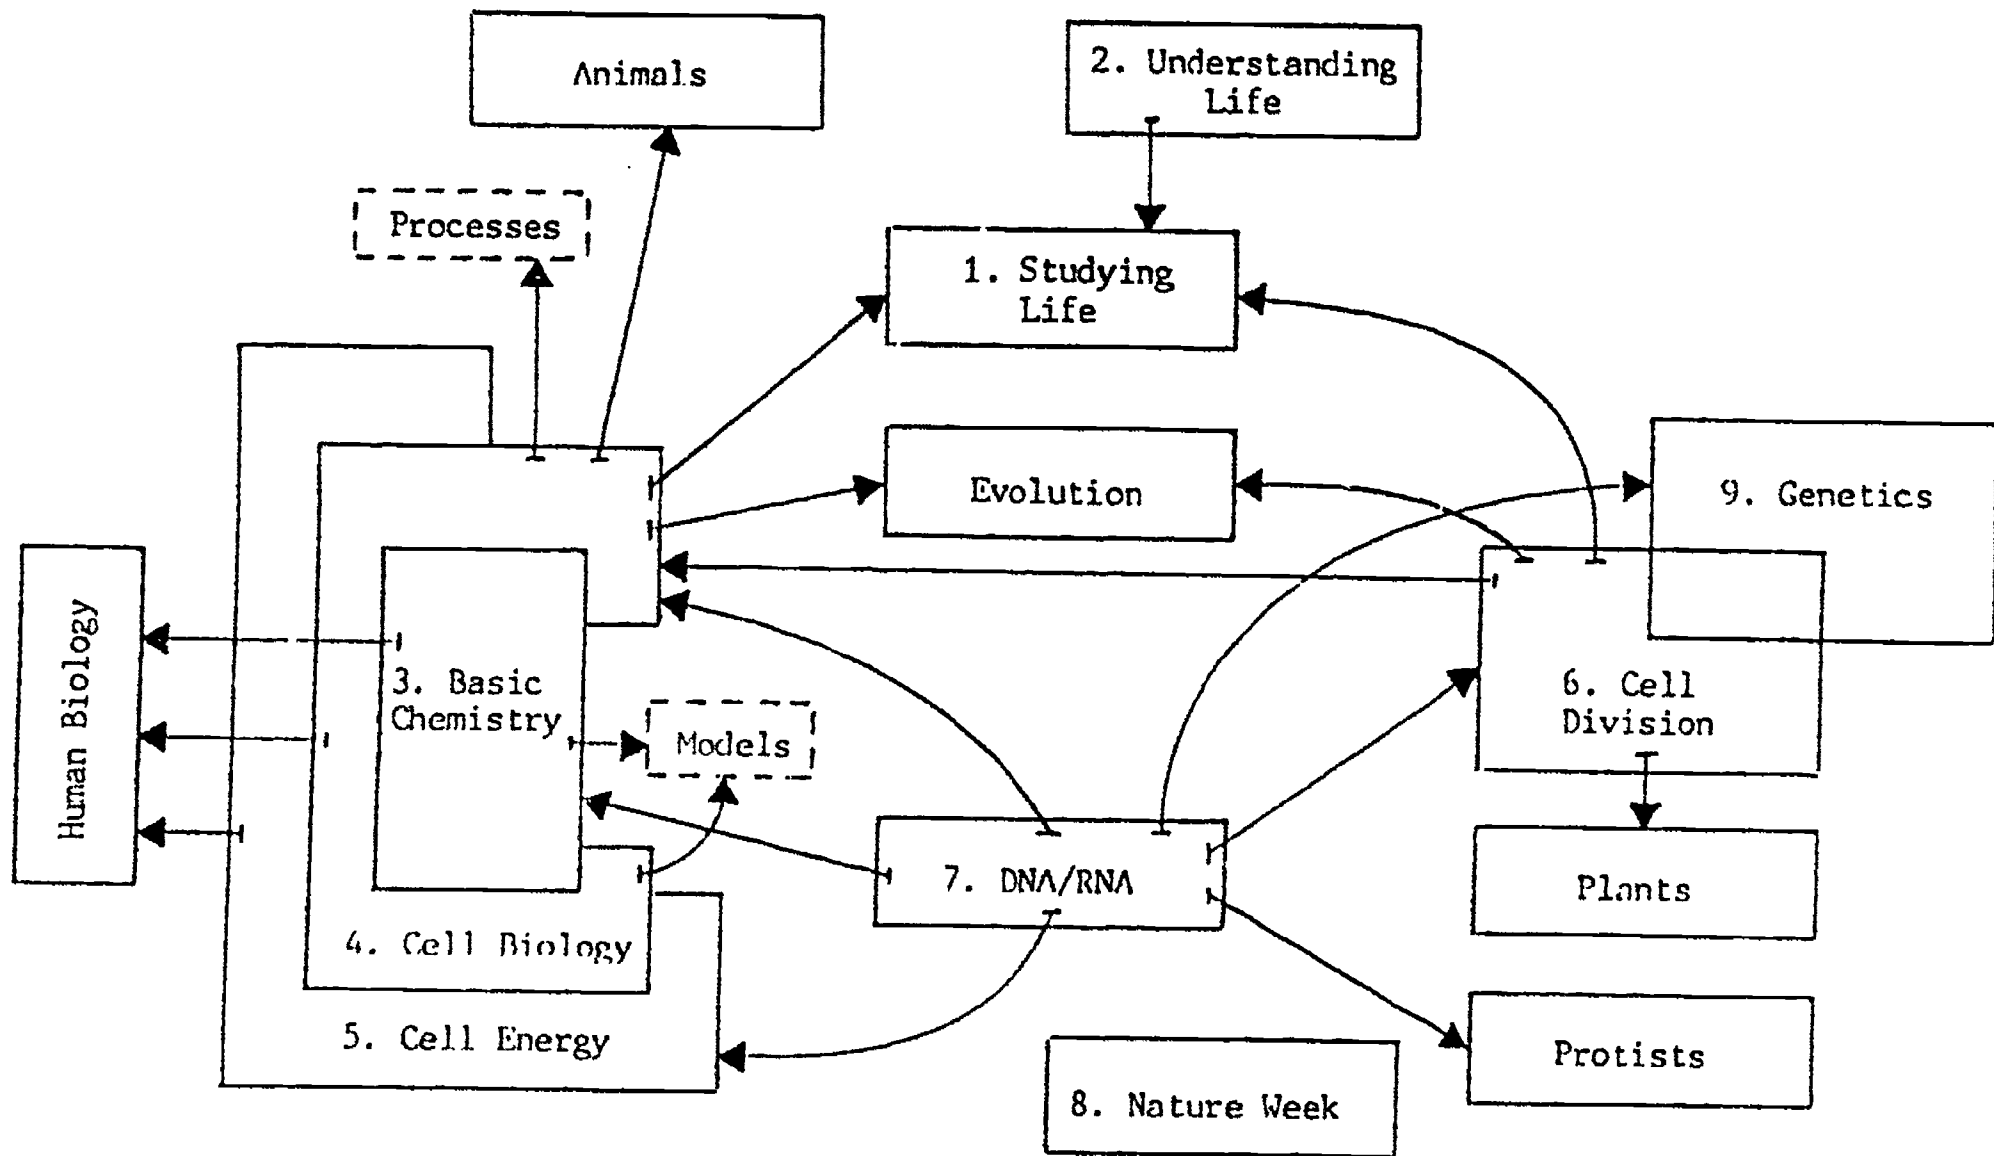 Animals
2. Understanding
Life
Processes
1. Studying
Life
Evolution
9. Genetics
Human Biology
3. Basic
Chemistry
Models
6. Cell
Division
7. DNA/RNA
Plants
4. Cell Biology
5. Cell Energy
Protists
8. Nature Week